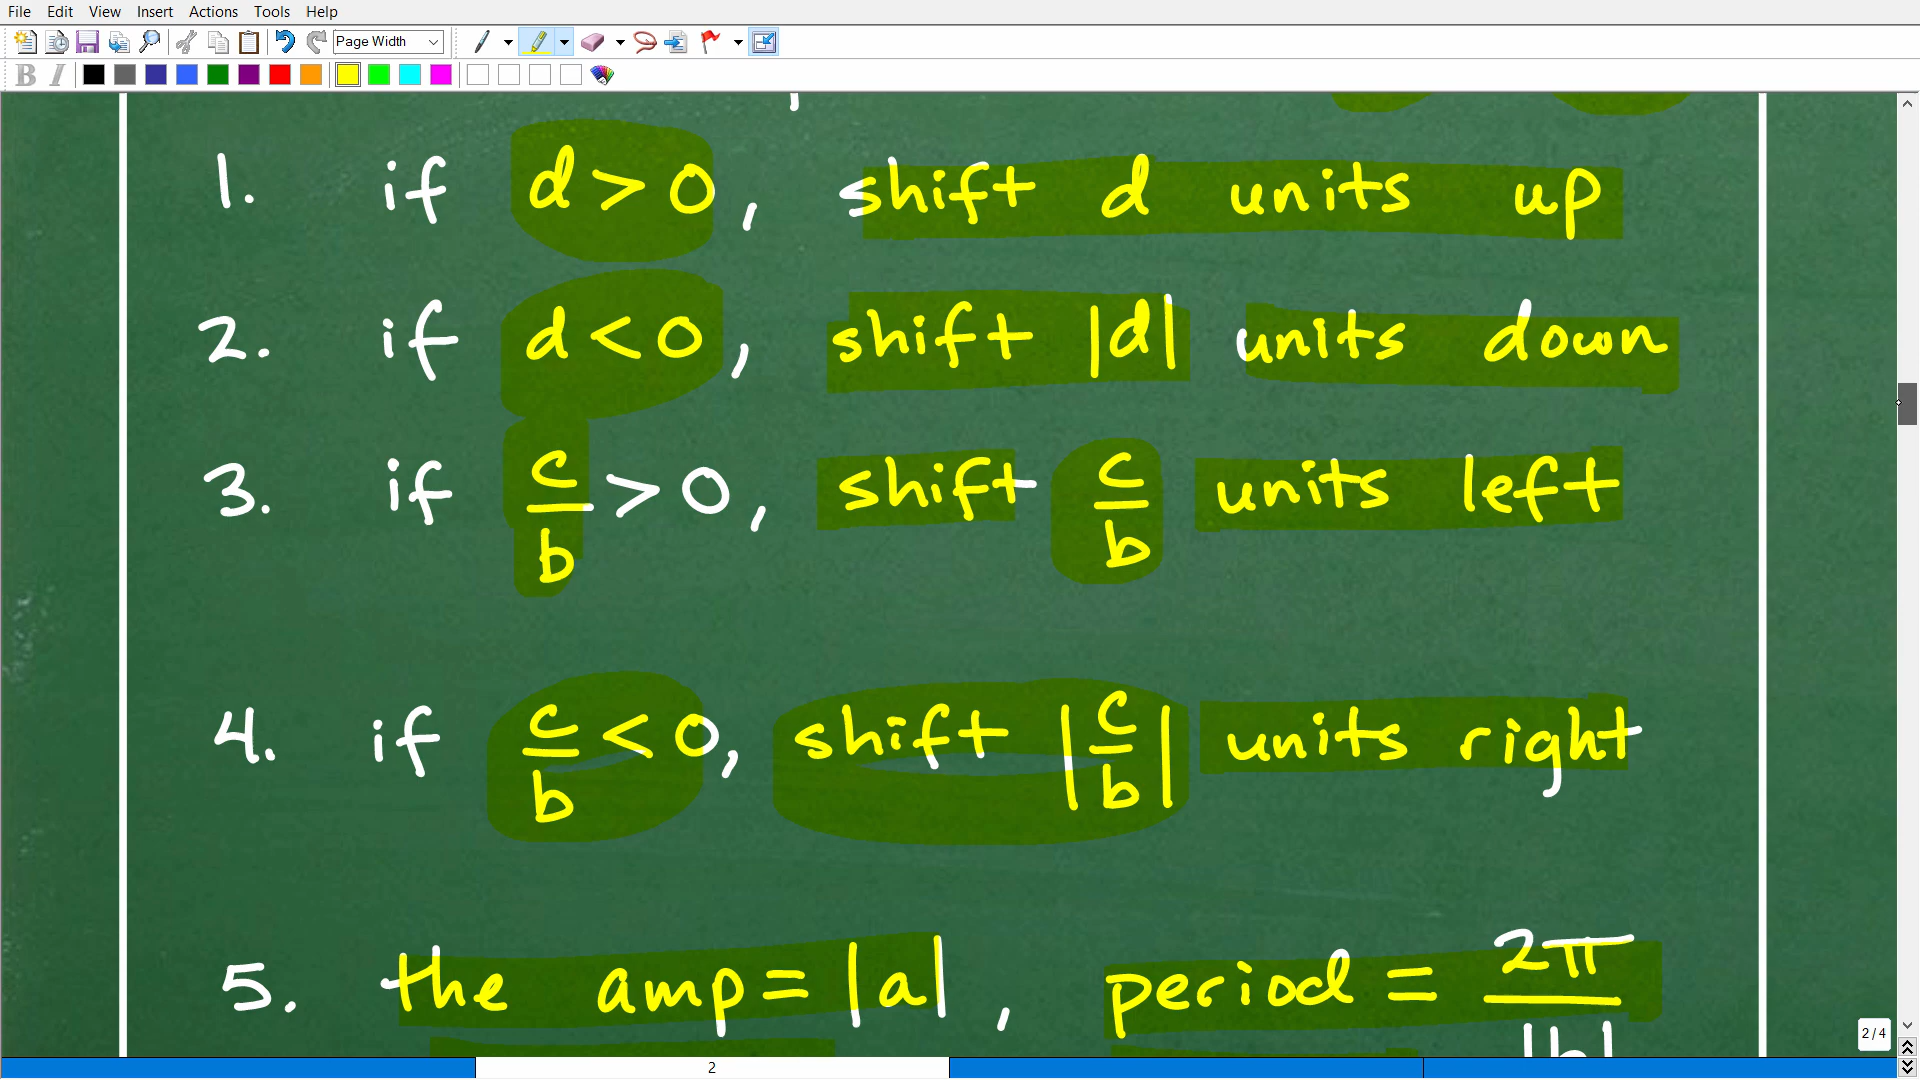 File Edit View Insert Actions Tools Help
Page Width
B I
1. if d > 0, shift d units up
2. if d < 0, shift |d| units down
3. if c/b > 0, shift c/b units left
4. if c/b < 0, shift |c/b| units right
5. the amp = |a|, period = 2π/|b|
2 / 4
2